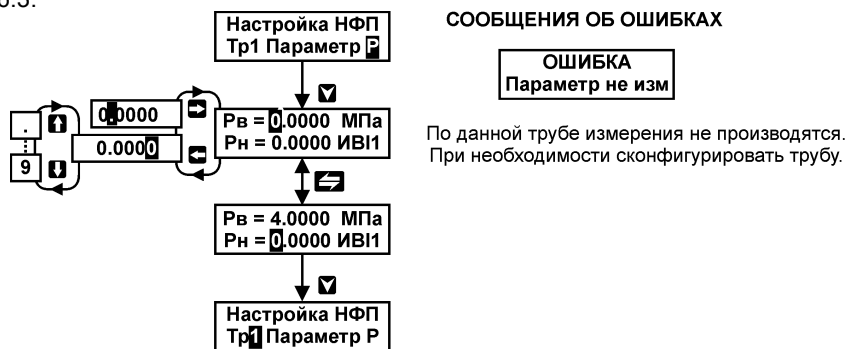 Настройка НФП
Тр1 Параметр Р
СООБЩЕНИЯ ОБ ОШИБКАХ
ОШИБКА
Параметр не изм
По данной трубе измерения не производятся.
При необходимости сконфигурировать трубу.
.
9
0.0000
0.0000
Рв = 0.0000 МПа
Рн = 0.0000 ИВI1
Рв = 4.0000 МПа
Рн = 0.0000 ИВI1
Настройка НФП
Тр1 Параметр Р